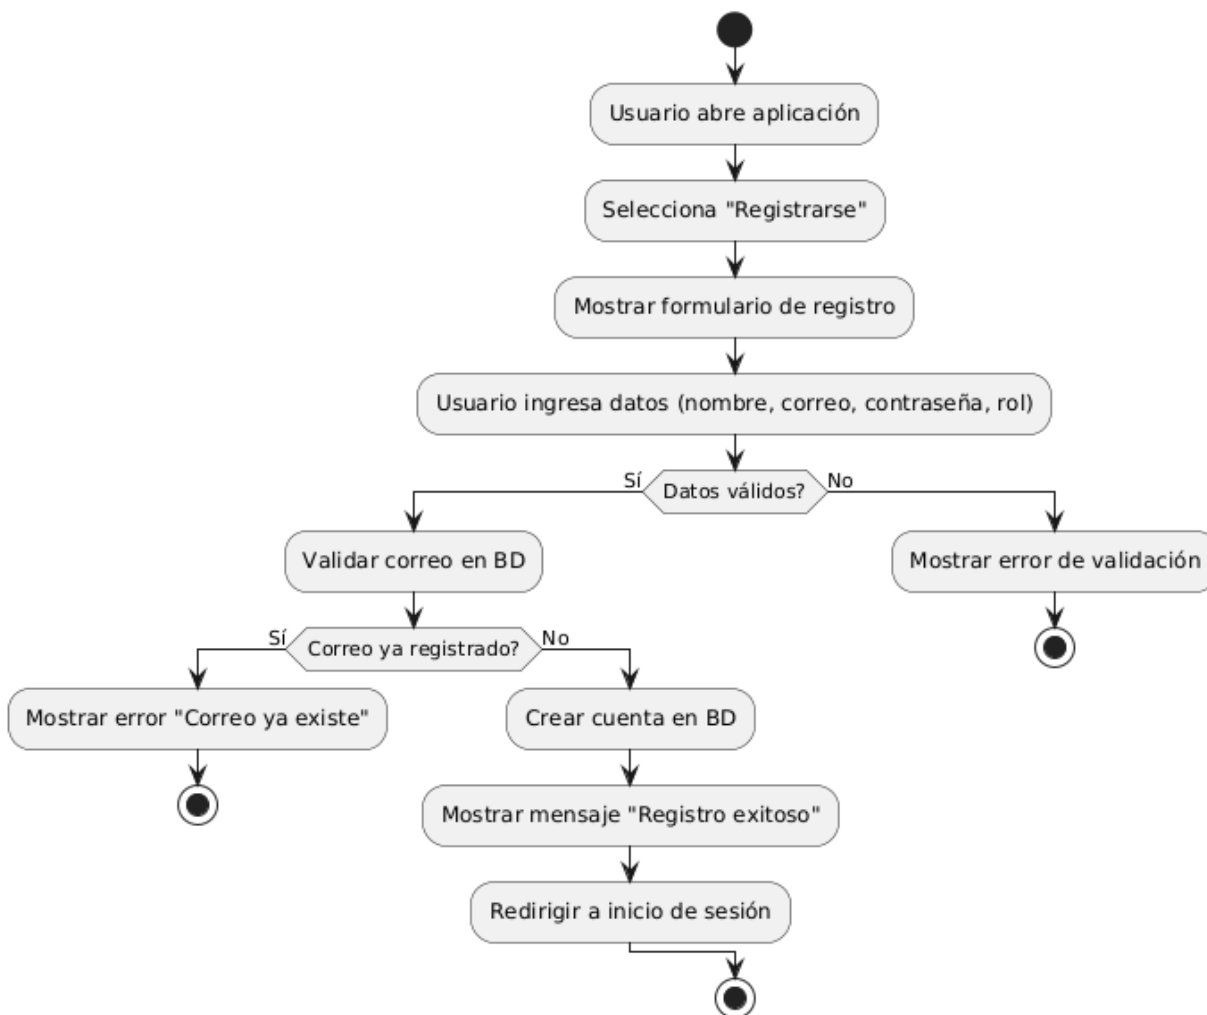 Usuario abre aplicación
Selecciona "Registrarse"
Mostrar formulario de registro
Usuario ingresa datos (nombre, correo, contraseña, rol)
Sí
Datos válidos?
No
Validar correo en BD
Mostrar error de validación
Sí
Correo ya registrado?
No
Mostrar error "Correo ya existe"
Crear cuenta en BD
Mostrar mensaje "Registro exitoso"
Redirigir a inicio de sesión